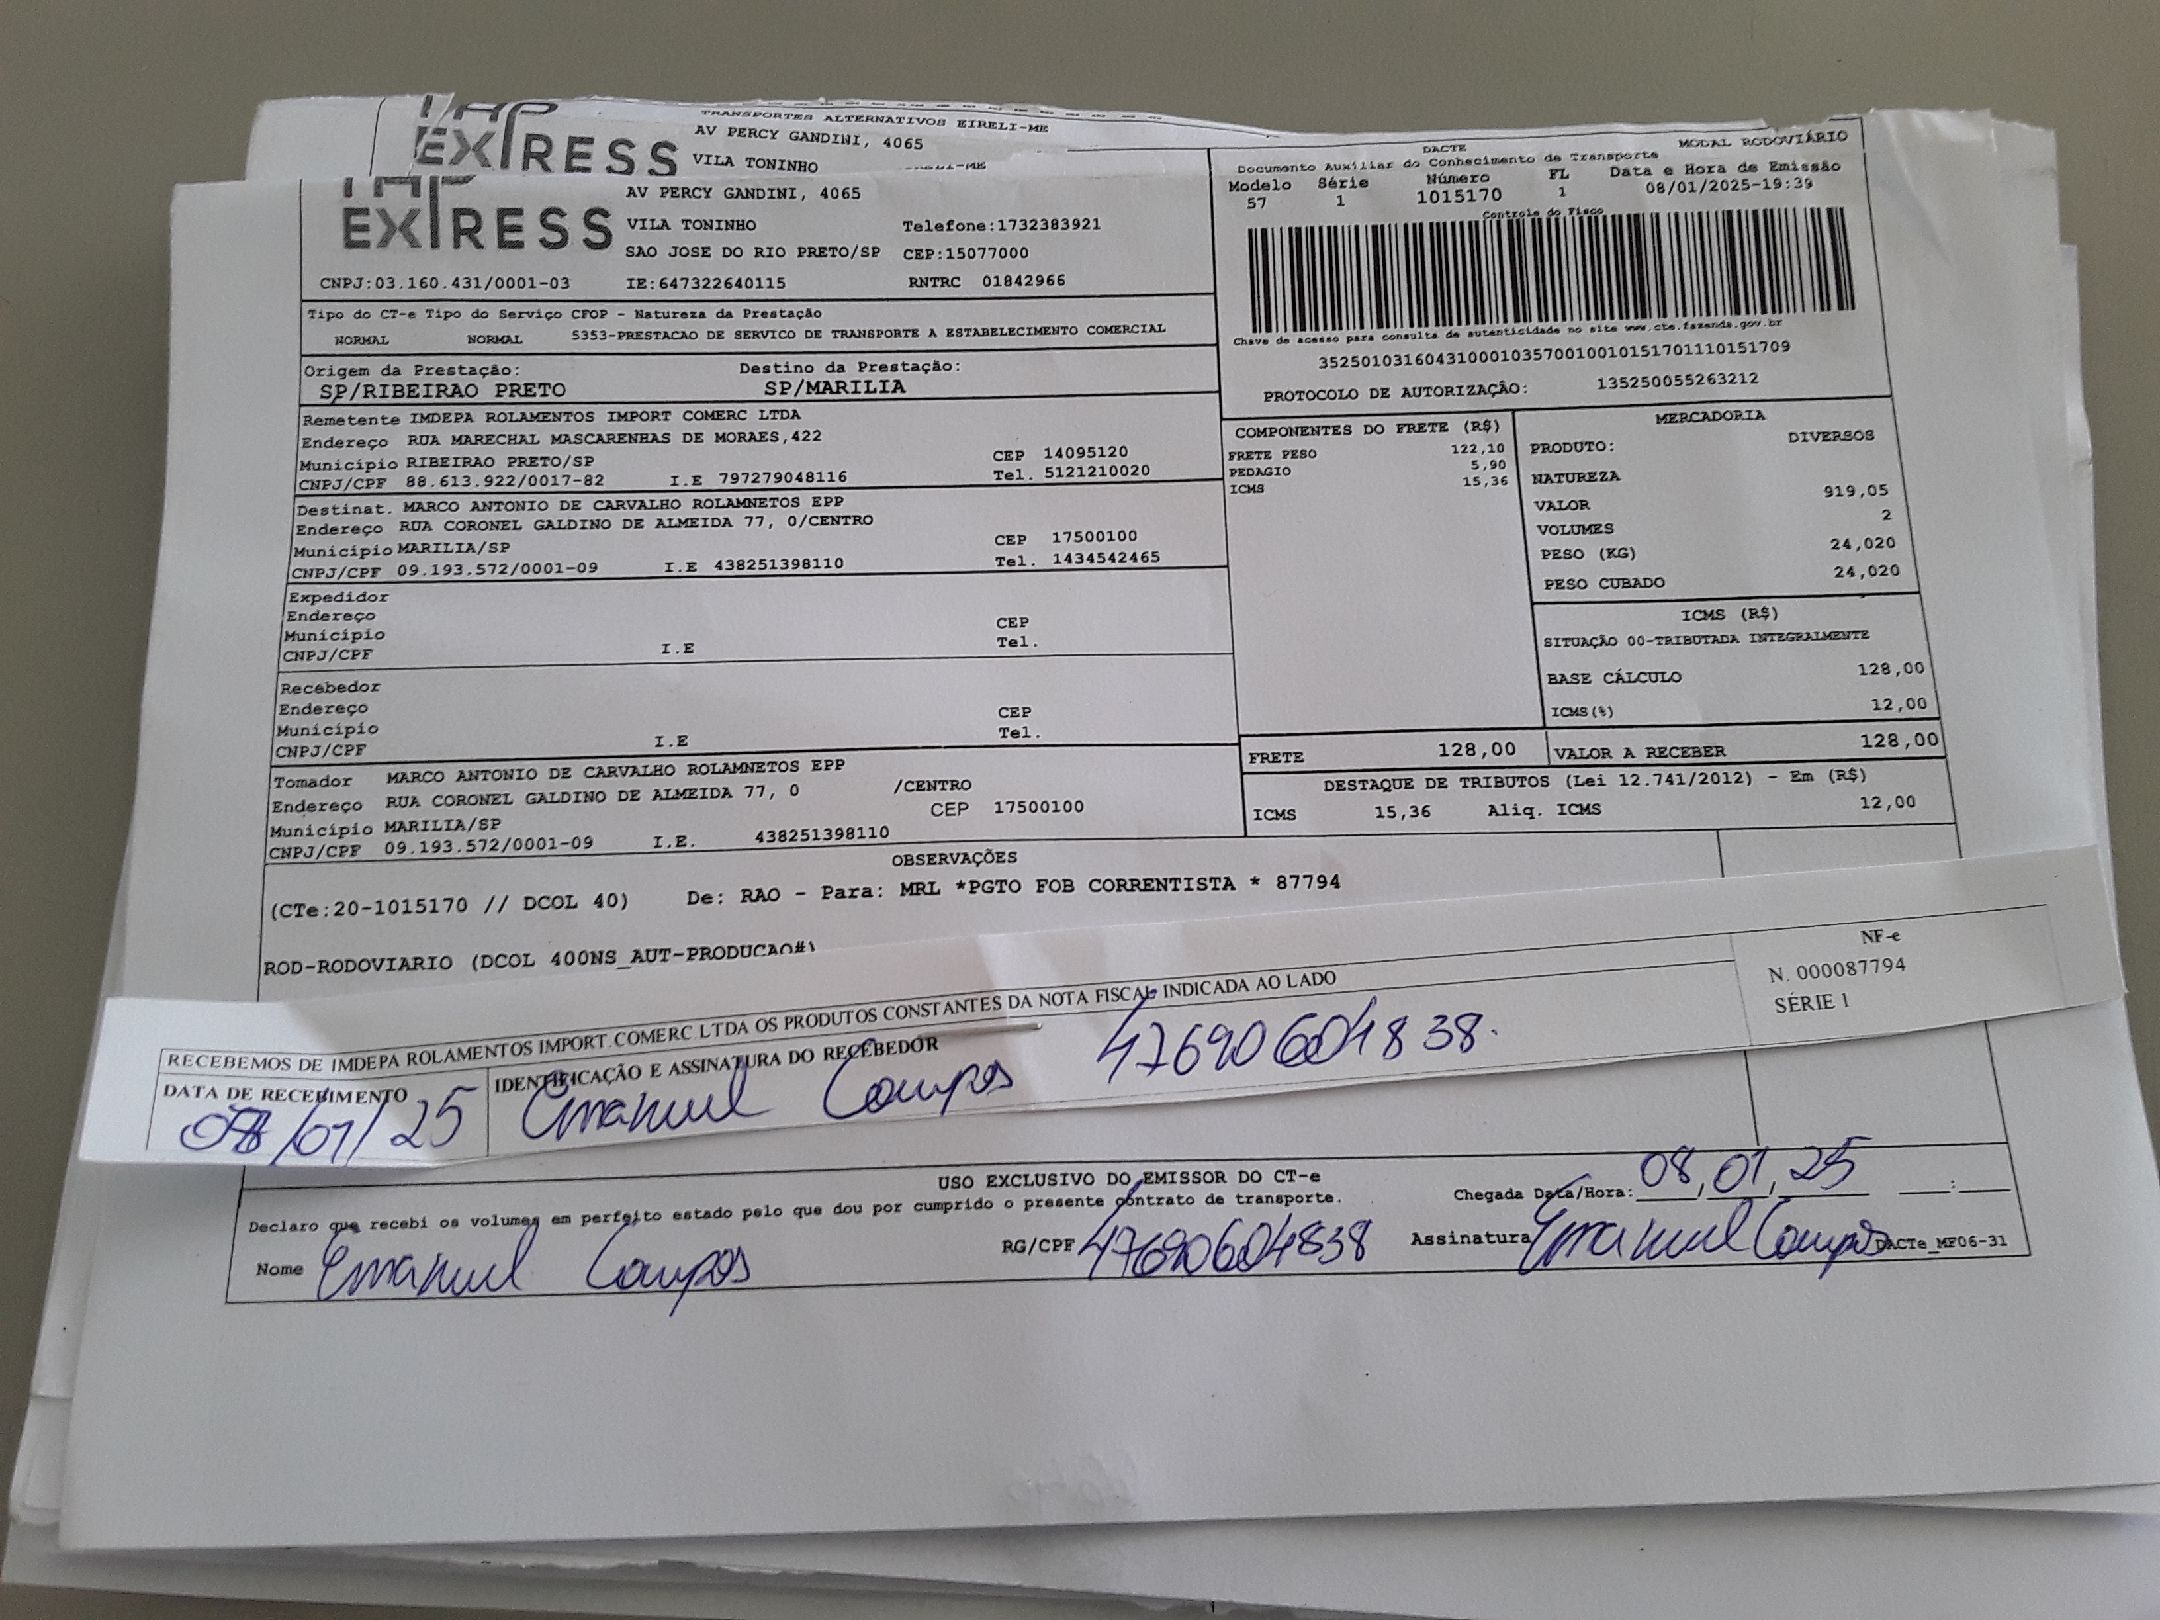 EXPRESS
TRANSPORTES ALTERNATIVOS EIRELI-ME
AV PERCY GANDINI, 4065
VILA TONINHO
EIRELI-ME
EXPRESS
AV PERCY GANDINI, 4065
VILA TONINHO Telefone:1732383921
SAO JOSE DO RIO PRETO/SP CEP:15077000
CNPJ:03.160.431/0001-03 IE:647322640115 RNTRC 01842966
DACTE MODAL RODOVIÁRIO
Documento Auxiliar do Conhecimento de Transporte
Modelo Série Número FL Data e Hora de Emissão
57 1 1015170 1 08/01/2025-19:39
Controle do Fisco
Chave de acesso para consulta de autenticidade no site www.cte.fazenda.gov.br
35250103160431000103570010010151701110151709
PROTOCOLO DE AUTORIZAÇÃO: 135250055263212
Tipo do CT-e Tipo do Serviço CFOP - Natureza da Prestação
NORMAL NORMAL 5353-PRESTACAO DE SERVICO DE TRANSPORTE A ESTABELECIMENTO COMERCIAL
Origem da Prestação: Destino da Prestação:
SP/RIBEIRAO PRETO SP/MARILIA
Remetente IMDEPA ROLAMENTOS IMPORT COMERC LTDA
Endereço RUA MARECHAL MASCARENHAS DE MORAES,422
Município RIBEIRAO PRETO/SP CEP 14095120
CNPJ/CPF 88.613.922/0017-82 I.E 797279048116 Tel. 5121210020
Destinat. MARCO ANTONIO DE CARVALHO ROLAMNETOS EPP
Endereço RUA CORONEL GALDINO DE ALMEIDA 77, 0/CENTRO
Município MARILIA/SP CEP 17500100
CNPJ/CPF 09.193.572/0001-09 I.E 438251398110 Tel. 1434542465
Expedidor
Endereço
Município CEP
CNPJ/CPF I.E Tel.
Recebedor
Endereço
Município CEP
CNPJ/CPF I.E Tel.
Tomador MARCO ANTONIO DE CARVALHO ROLAMNETOS EPP
Endereço RUA CORONEL GALDINO DE ALMEIDA 77, 0 /CENTRO
Município MARILIA/SP CEP 17500100
CNPJ/CPF 09.193.572/0001-09 I.E. 438251398110
COMPONENTES DO FRETE (R$)
FRETE PESO 122,10
PEDAGIO 5,90
ICMS 15,36
MERCADORIA
PRODUTO: DIVERSOS
NATUREZA
VALOR 919,05
VOLUMES 2
PESO (KG) 24,020
PESO CUBADO 24,020
ICMS (R$)
SITUAÇÃO 00-TRIBUTADA INTEGRALMENTE
BASE CÁLCULO 128,00
ICMS(%) 12,00
FRETE 128,00 VALOR A RECEBER 128,00
DESTAQUE DE TRIBUTOS (Lei 12.741/2012) - Em (R$)
ICMS 15,36 Aliq. ICMS 12,00
OBSERVAÇÕES
(CTe:20-1015170 // DCOL 40) De: RAO - Para: MRL *PGTO FOB CORRENTISTA * 87794
ROD-RODOVIARIO (DCOL 400NS_AUT-PRODUCAO#)
RECEBEMOS DE IMDEPA ROLAMENTOS IMPORT.COMERC LTDA OS PRODUTOS CONSTANTES DA NOTA FISCAL INDICADA AO LADO
NF-e
N. 000087794
SÉRIE 1
DATA DE RECEBIMENTO IDENTIFICAÇÃO E ASSINATURA DO RECEBEDOR
08/01/25 Emanuel Campos 47690604838.
USO EXCLUSIVO DO EMISSOR DO CT-e
Declaro que recebi os volumes em perfeito estado pelo que dou por cumprido o presente contrato de transporte. Chegada Data/Hora: 08/01/25 :
Nome Emanuel Campos RG/CPF 47690604838 Assinatura Emanuel Campos DACTe_MF06-31